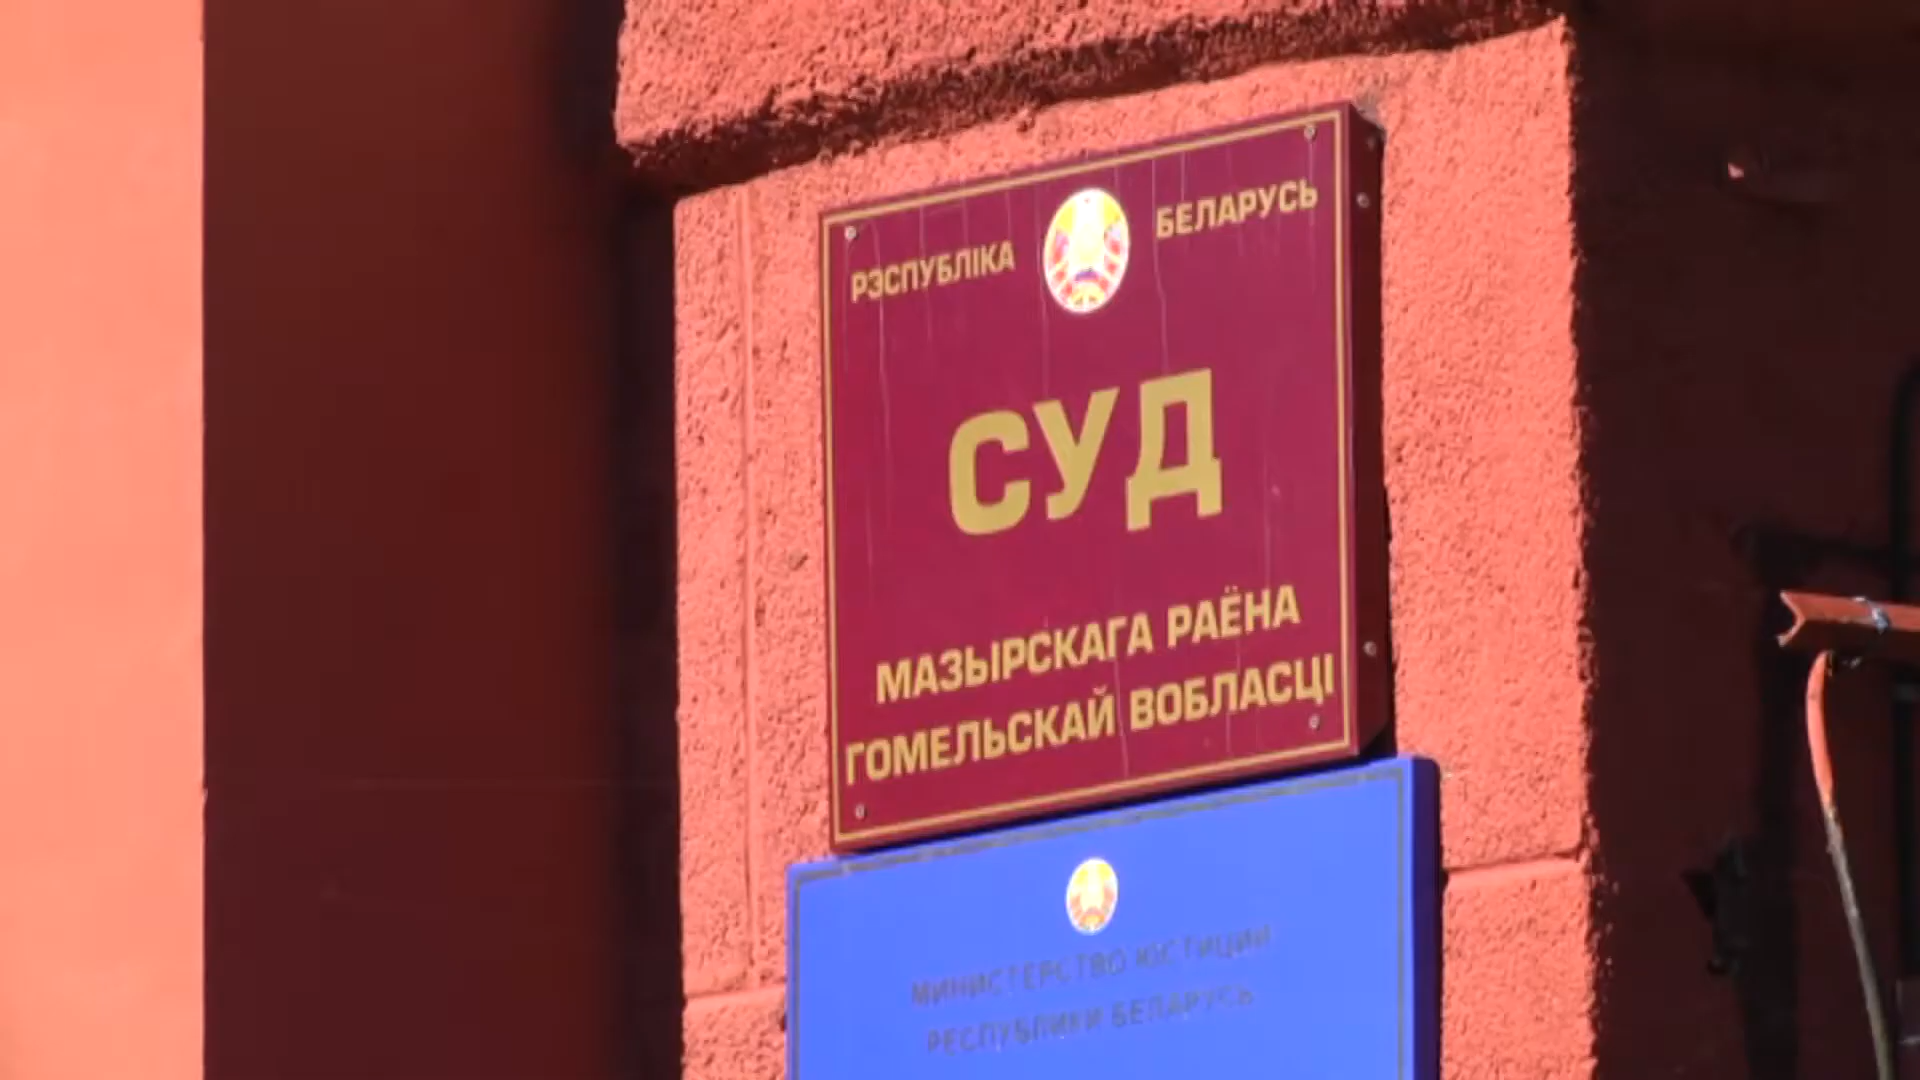 РЭСПУБЛІКА БЕЛАРУСЬ
СУД
МАЗЫРСКАГА РАЁНА
ГОМЕЛЬСКАЙ ВОБЛАСЦІ
МИНИСТЕРСТВО ЮСТИЦИИ
РЕСПУБЛИКИ БЕЛАРУСЬ